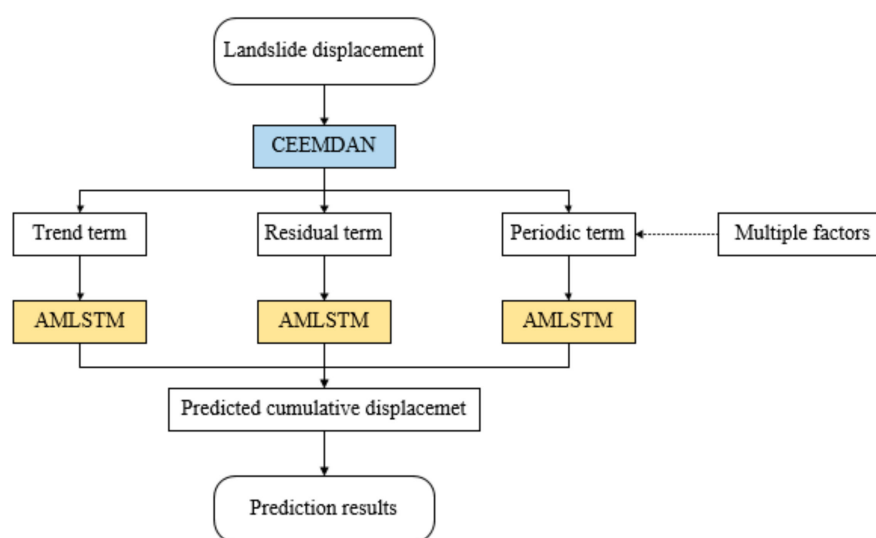 Landslide displacement
CEEMDAN
Trend term
Residual term
Periodic term
Multiple factors
AMLSTM
AMLSTM
AMLSTM
Predicted cumulative displacemet
Prediction results